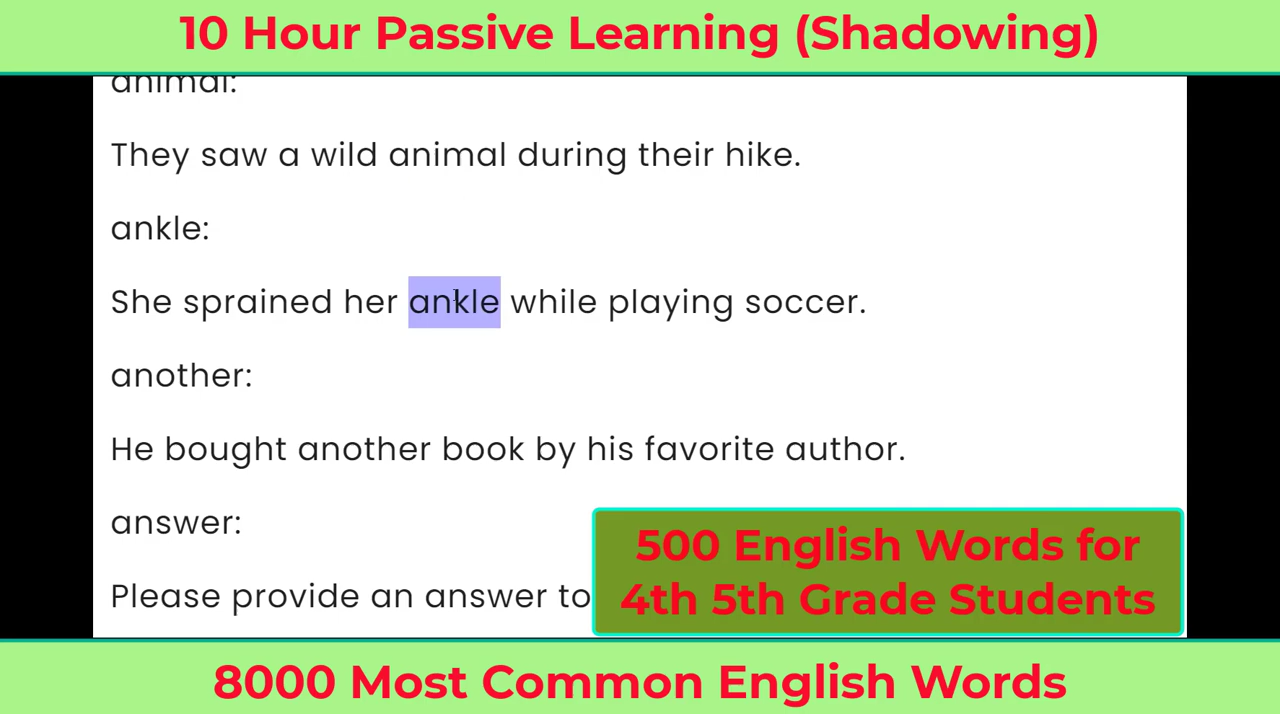 10 Hour Passive Learning (Shadowing)
animal:
They saw a wild animal during their hike.
ankle:
She sprained her ankle while playing soccer.
another:
He bought another book by his favorite author.
answer:
Please provide an answer to
500 English Words for
4th 5th Grade Students
8000 Most Common English Words